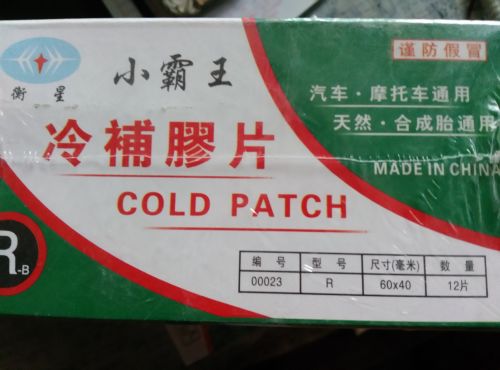 衡星
小霸王
谨防假冒
汽车·摩托车通用
天然·合成胎通用
MADE IN CHINA
冷補膠片
COLD PATCH
R-B
编号 型号 尺寸(毫米) 数量
00023 R 60x40 12片